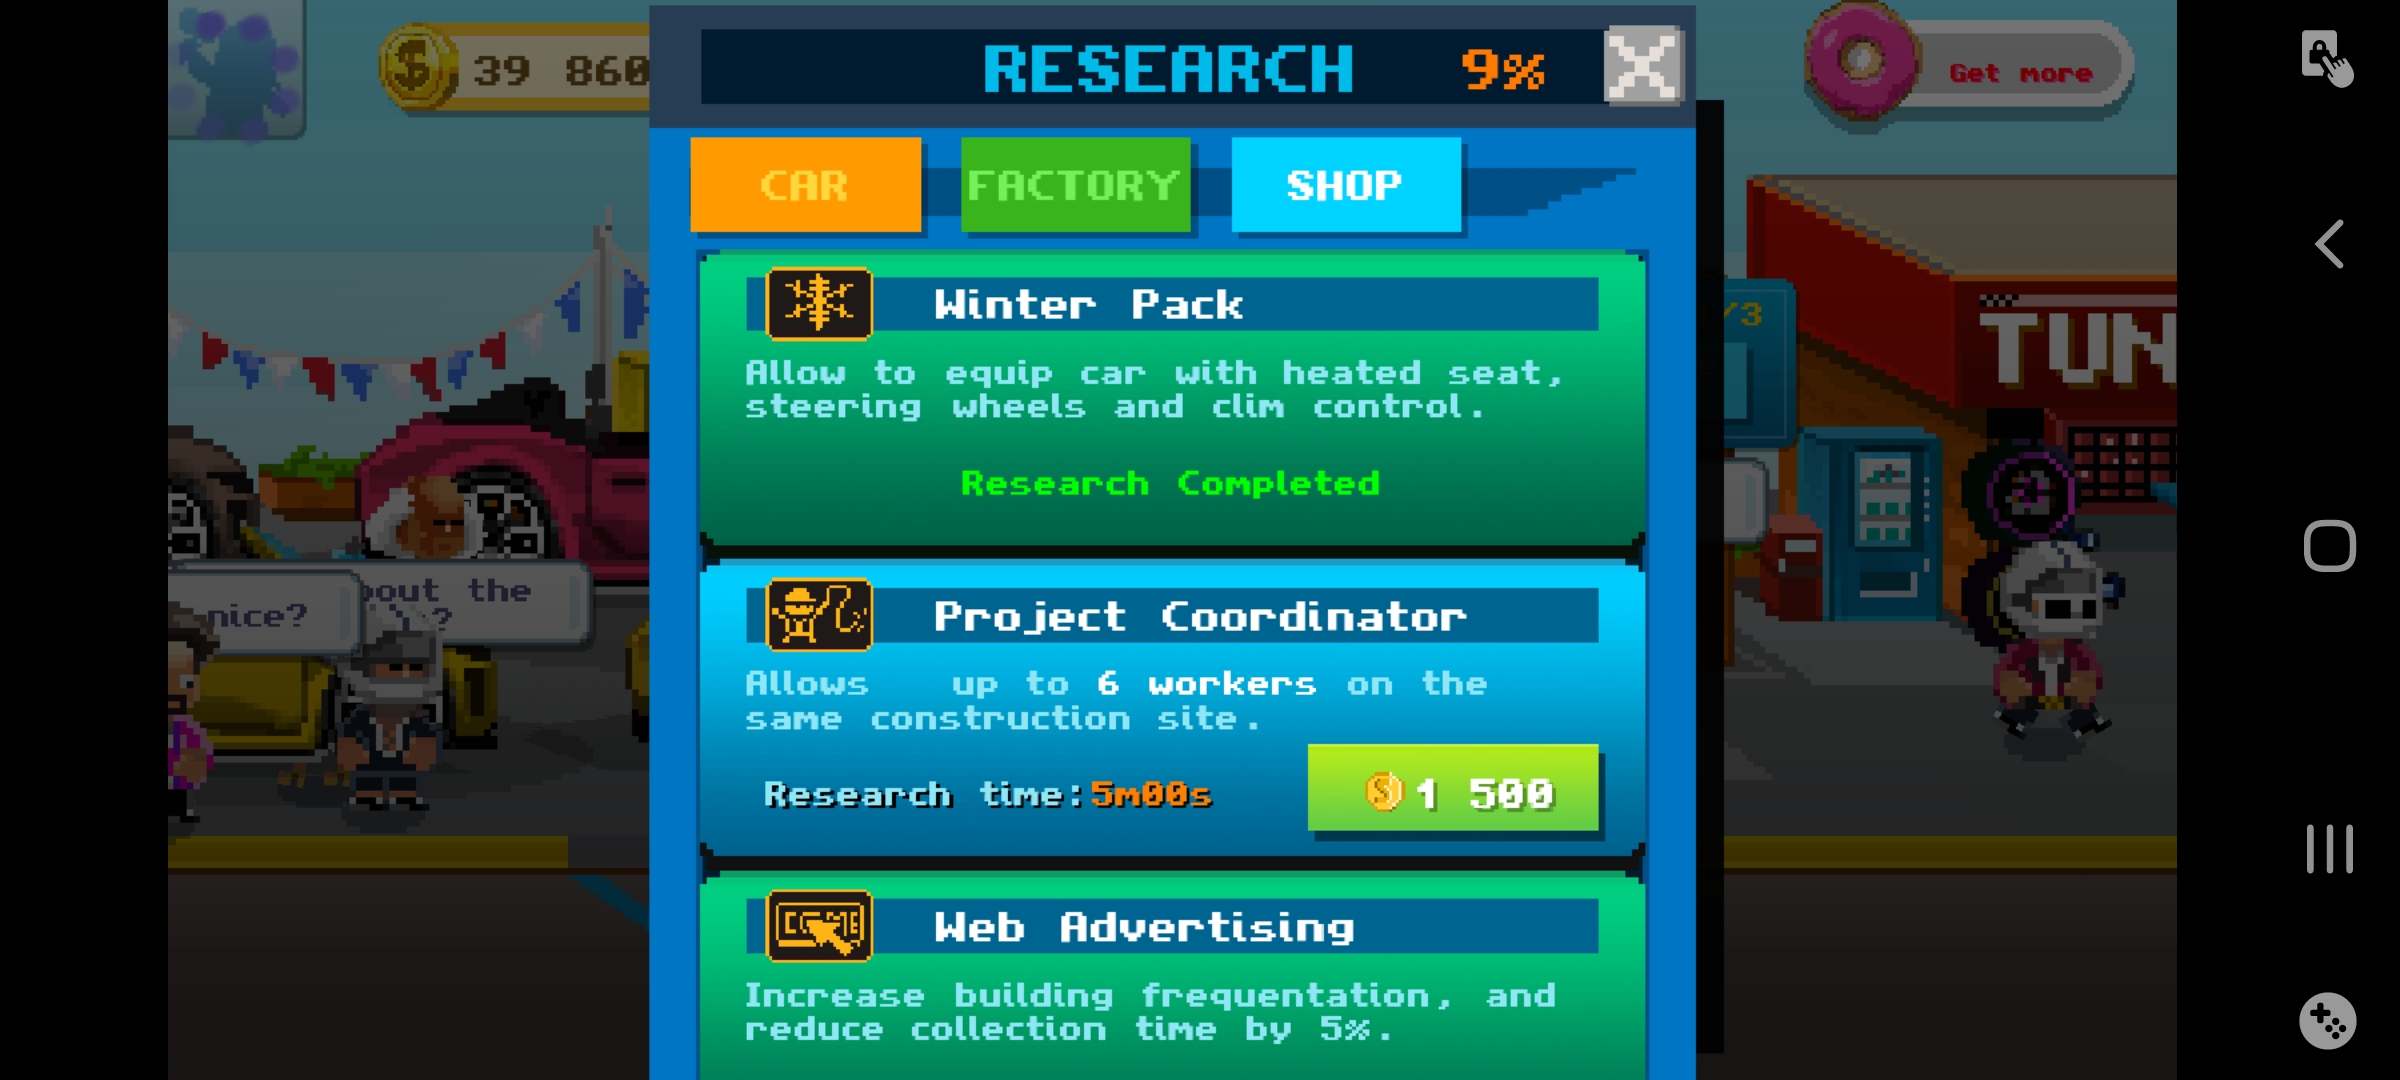 39 860
RESEARCH 9%
Get more
CAR FACTORY SHOP
Winter Pack
Allow to equip car with heated seat,
steering wheels and clim control.
Research Completed
/3
TUN
nice?
out the
?
Project Coordinator
Allows up to 6 workers on the
same construction site.
Research time:5m00s
1 500
Web Advertising
Increase building frequentation, and
reduce collection time by 5%.